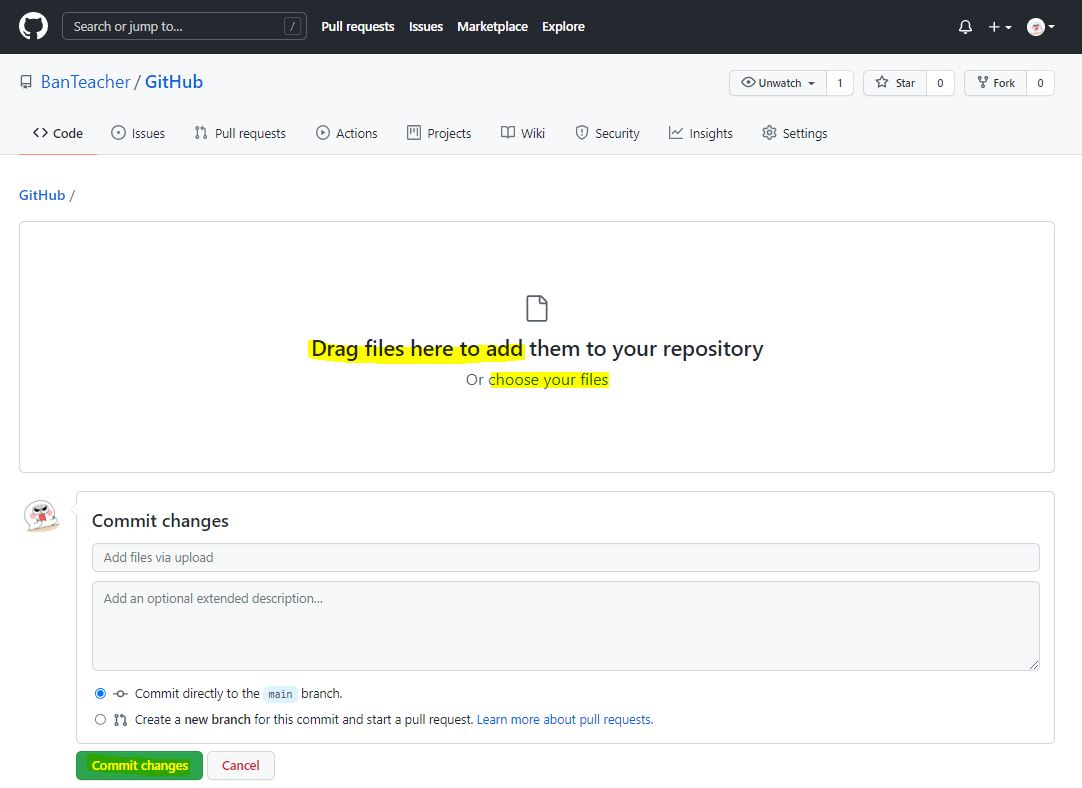 Search or jump to... / Pull requests Issues Marketplace Explore
BanTeacher / GitHub Unwatch 1 Star 0 Fork 0
Code Issues Pull requests Actions Projects Wiki Security Insights Settings
GitHub /
Drag files here to add them to your repository
Or choose your files
Commit changes
Add files via upload
Add an optional extended description...
Commit directly to the main branch.
Create a new branch for this commit and start a pull request. Learn more about pull requests.
Commit changes Cancel